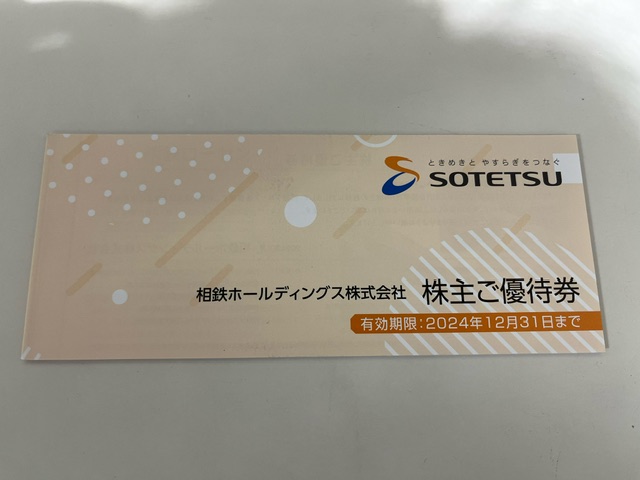 ときめきと やすらぎをつなぐ
SOTETSU
相鉄ホールディングス株式会社 株主ご優待券
有効期限:2024年12月31日まで